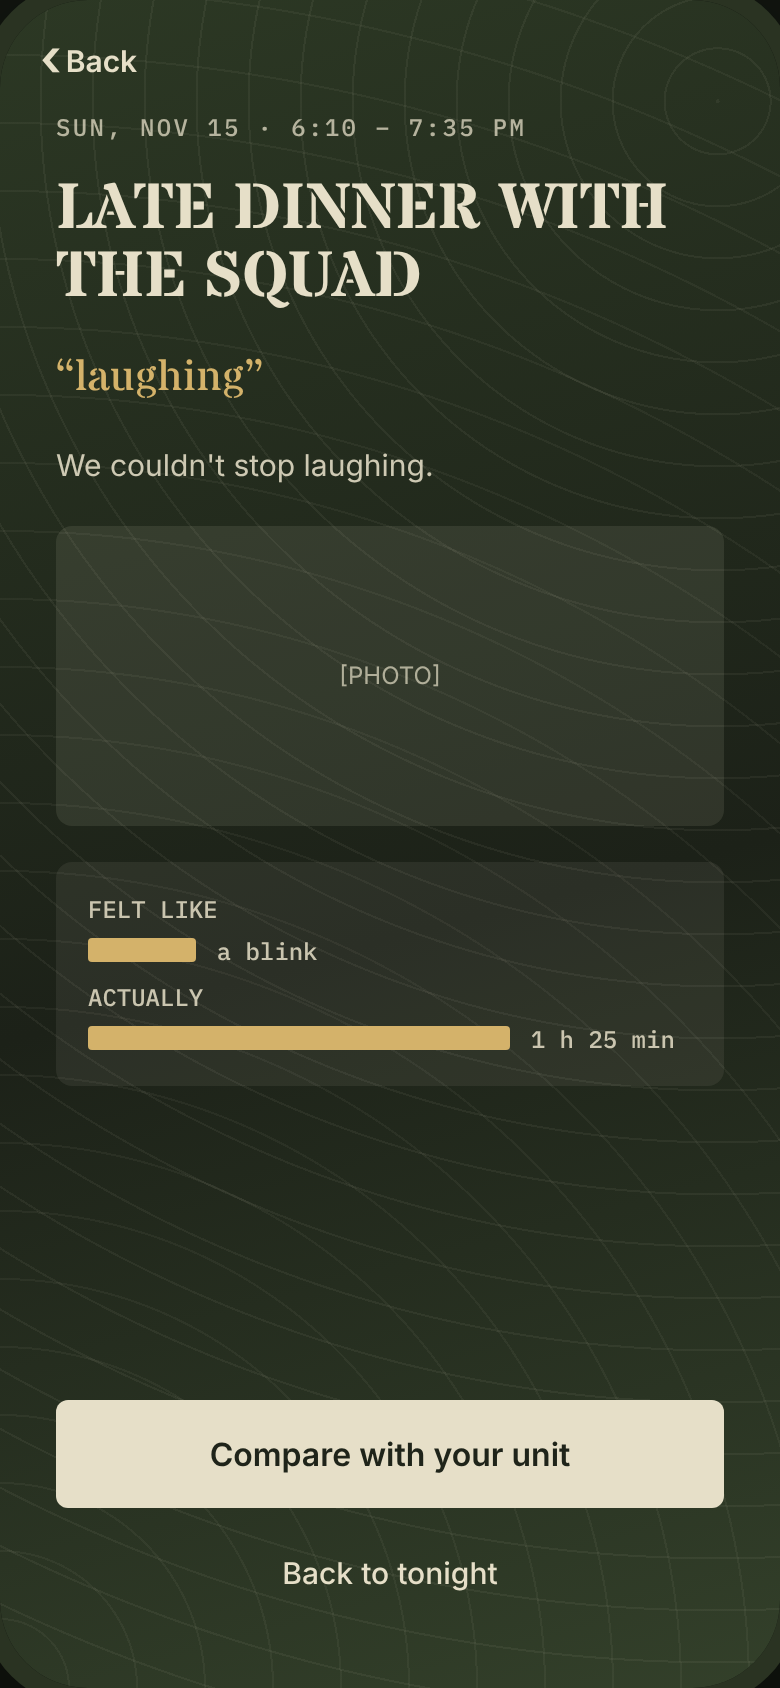 Back
SUN, NOV 15 · 6:10 – 7:35 PM
LATE DINNER WITH
THE SQUAD
“laughing”
We couldn't stop laughing.
[PHOTO]
FELT LIKE
a blink
ACTUALLY
1 h 25 min
Compare with your unit
Back to tonight